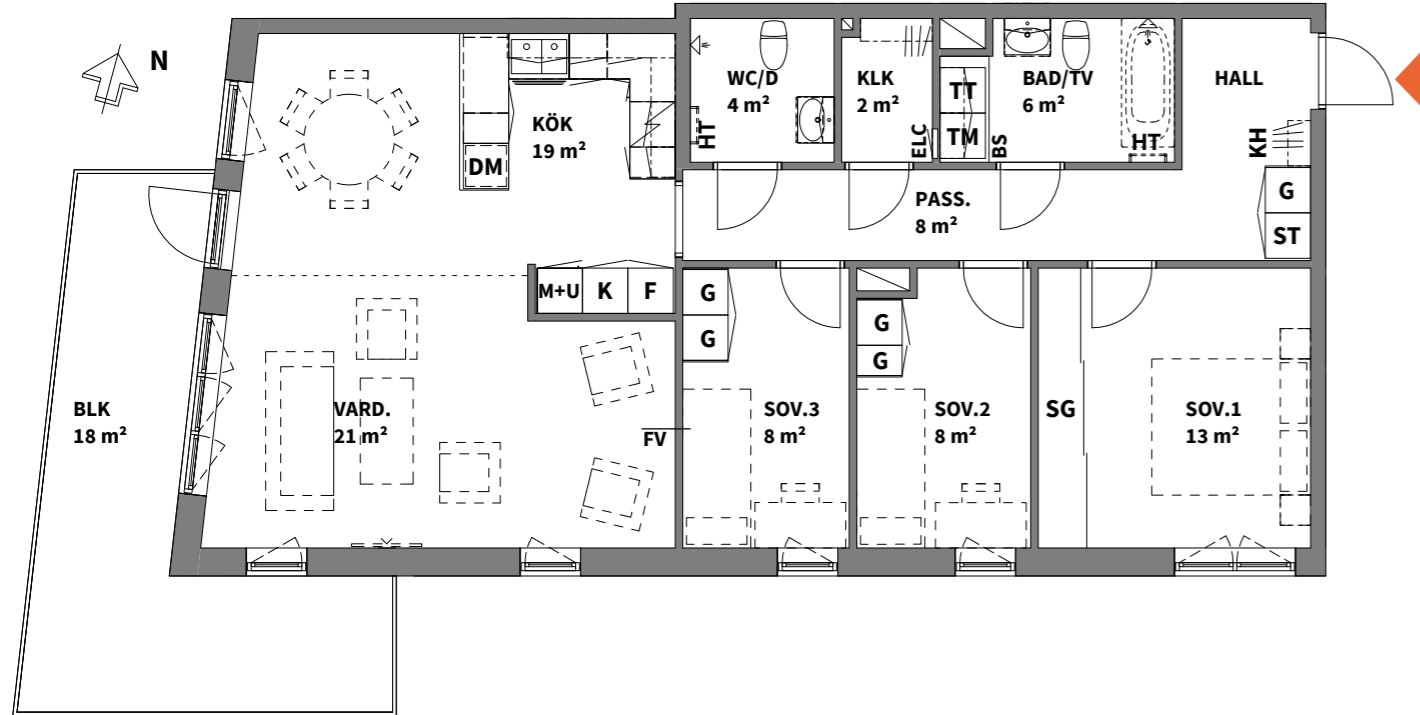 N
WC/D
4 m²
HT
KLK
2 m²
ELC
TT
TM
BS
BAD/TV
6 m²
HT
HALL
KH
G
ST
KÖK
19 m²
DM
PASS.
8 m²
M+U
K
F
G
G
G
G
BLK
18 m²
VARD.
21 m²
FV
SOV.3
8 m²
SOV.2
8 m²
SG
SOV.1
13 m²